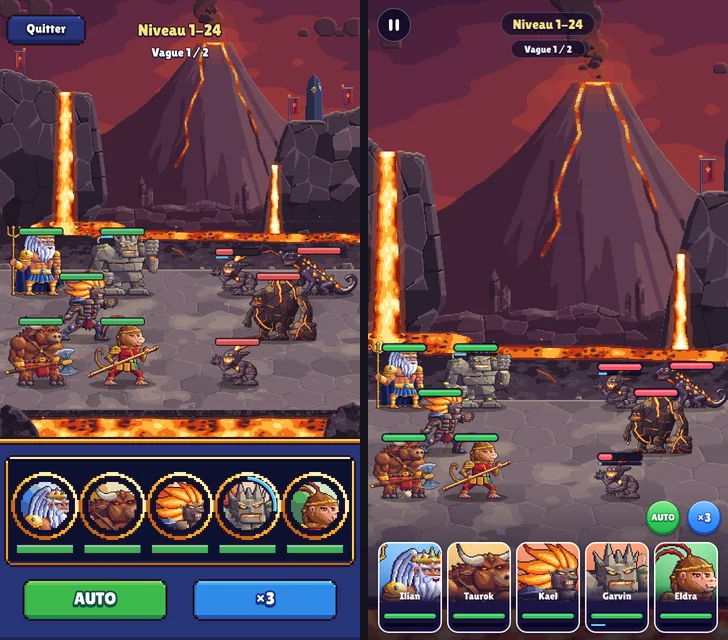 Quitter
Niveau 1-24
Vague 1 / 2
AUTO
×3
Niveau 1-24
Vague 1 / 2
AUTO
×3
Ilian
Taurok
Kael
Garvin
Eldra